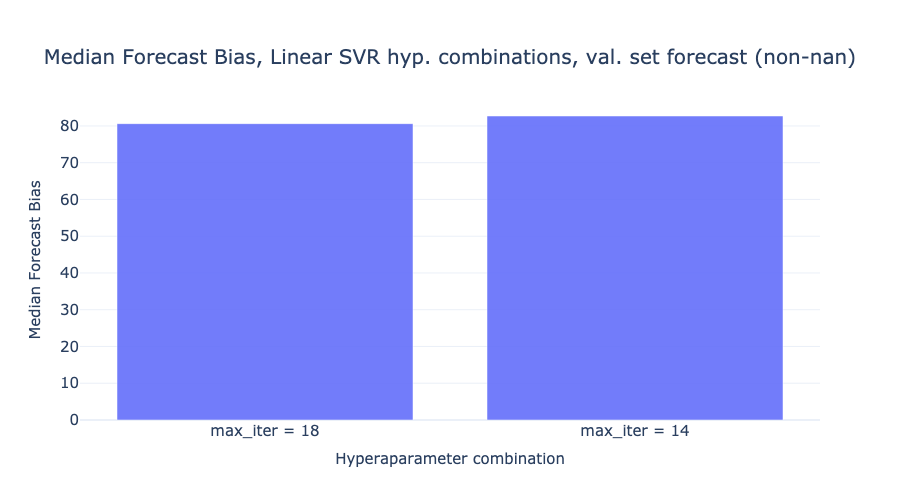 Median Forecast Bias, Linear SVR hyp. combinations, val. set forecast (non-nan)
Median Forecast Bias
80
70
60
50
40
30
20
10
0
max_iter = 18
max_iter = 14
Hyperaparameter combination